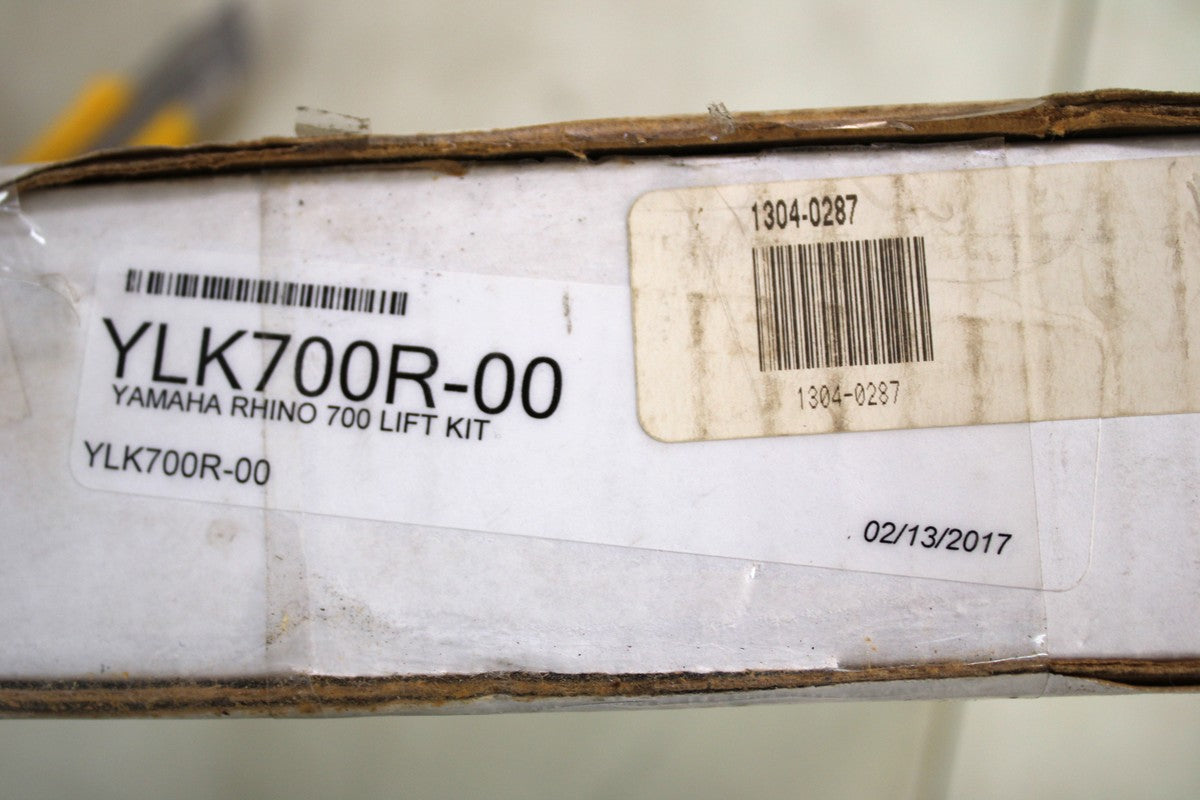 YLK700R-00
YAMAHA RHINO 700 LIFT KIT
YLK700R-00
02/13/2017
1304-0287
1304-0287